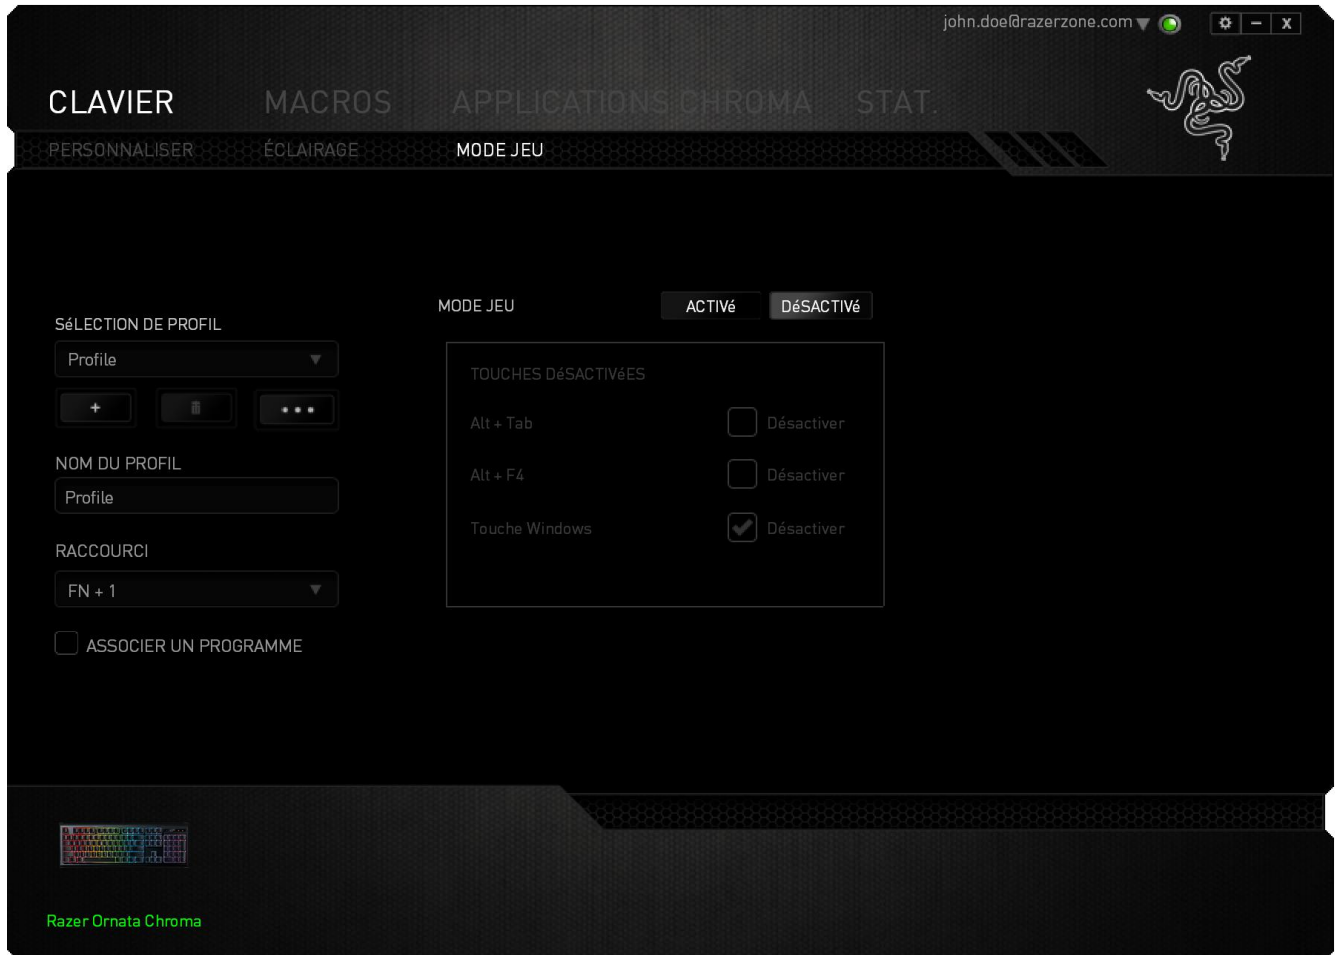 john.doe@razerzone.com
X
CLAVIER MACROS APPLICATIONS CHROMA STAT.
PERSONNALISER ÉCLAIRAGE MODE JEU
SéLECTION DE PROFIL
Profile
+
NOM DU PROFIL
Profile
RACCOURCI
FN + 1
ASSOCIER UN PROGRAMME
MODE JEU ACTIVé DéSACTIVé
TOUCHES DéSACTIVéES
Alt + Tab Désactiver
Alt + F4 Désactiver
Touche Windows Désactiver
Razer Ornata Chroma